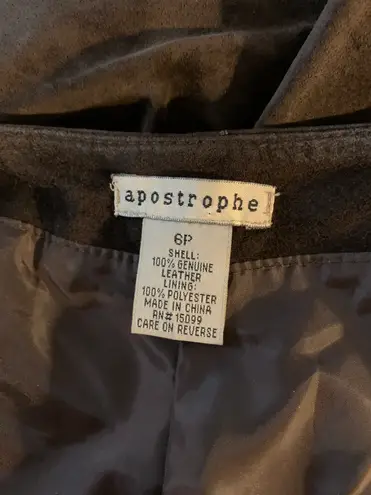 apostrophe
6P
SHELL:
100% GENUINE
LEATHER
LINING:
100% POLYESTER
MADE IN CHINA
RN# 15099
CARE ON REVERSE